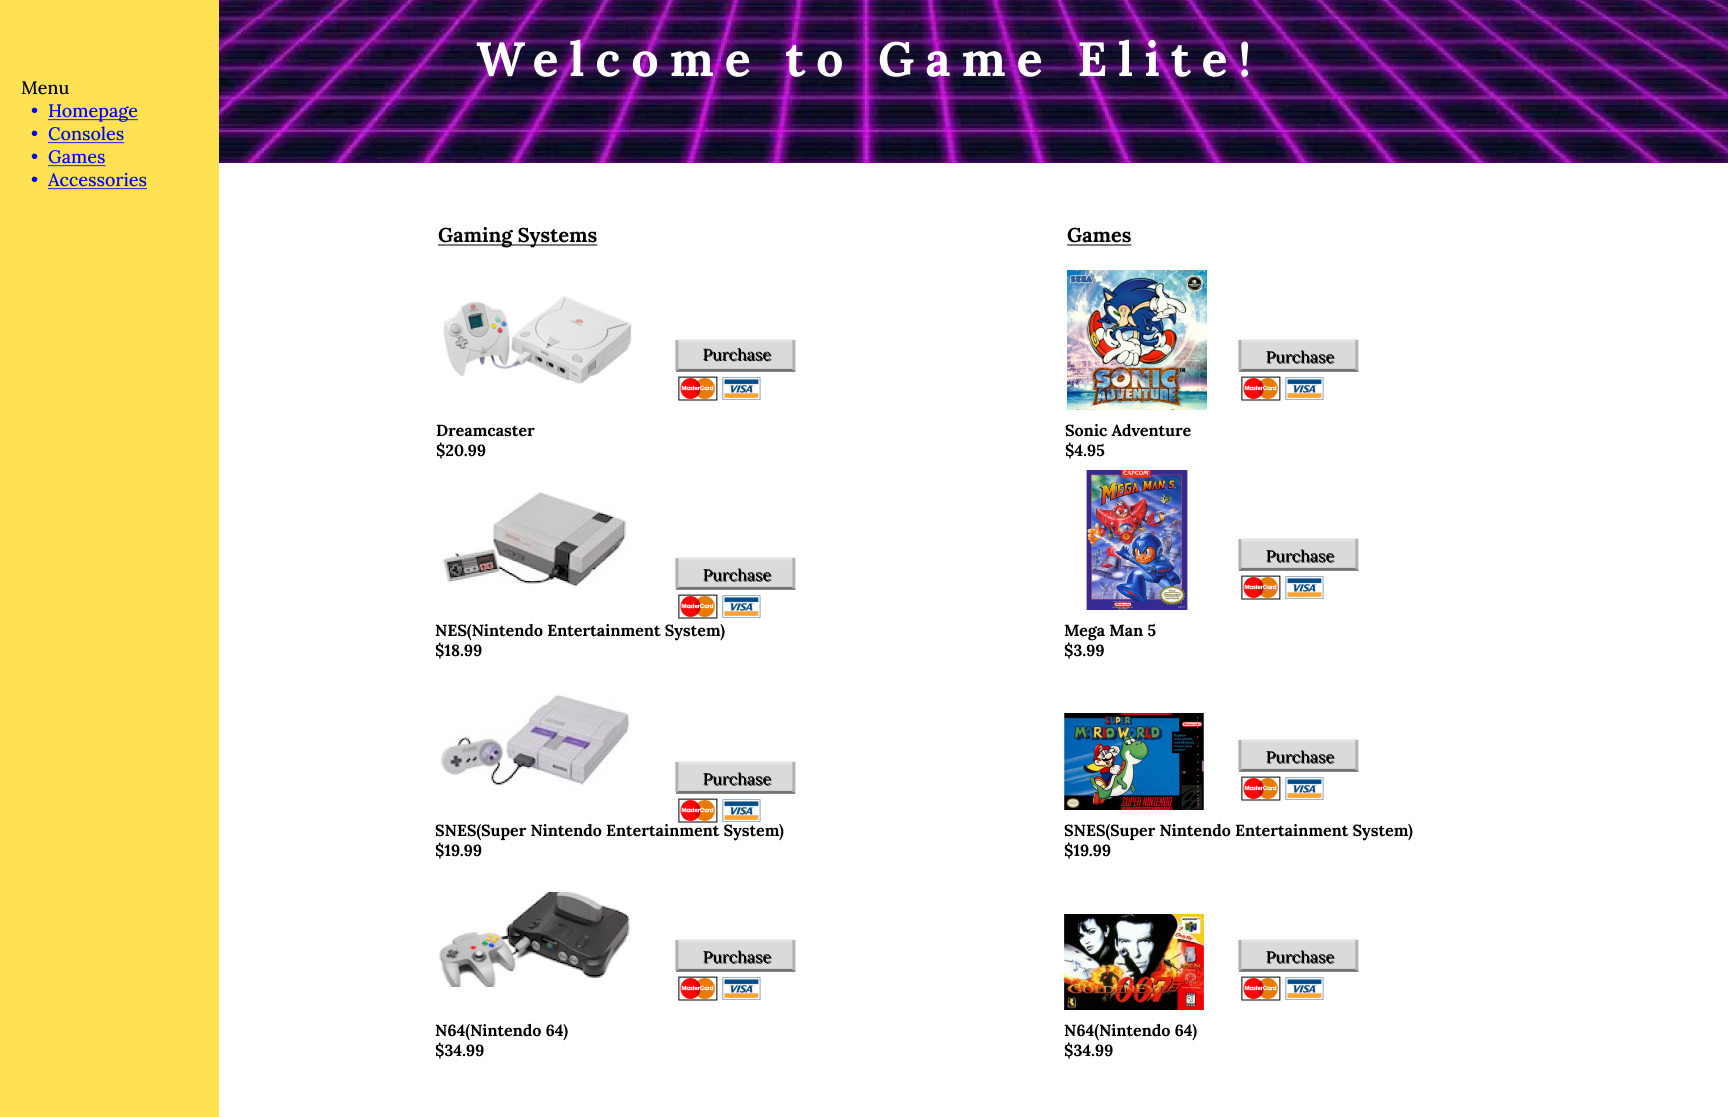 Welcome to Game Elite!
Menu
• Homepage
• Consoles
• Games
• Accessories
Gaming Systems
Purchase
MasterCard VISA
Dreamcaster
$20.99
Purchase
MasterCard VISA
NES(Nintendo Entertainment System)
$18.99
Purchase
MasterCard VISA
SNES(Super Nintendo Entertainment System)
$19.99
Purchase
MasterCard VISA
N64(Nintendo 64)
$34.99
Games
SEGA
SONIC
ADVENTURE
Purchase
MasterCard VISA
Sonic Adventure
$4.95
CAPCOM
MEGA MAN 5
Purchase
MasterCard VISA
Mega Man 5
$3.99
SUPER
MARIO WORLD
Nintendo
SUPER NINTENDO
Purchase
MasterCard VISA
SNES(Super Nintendo Entertainment System)
$19.99
GOLDENEYE
007
Purchase
MasterCard VISA
N64(Nintendo 64)
$34.99